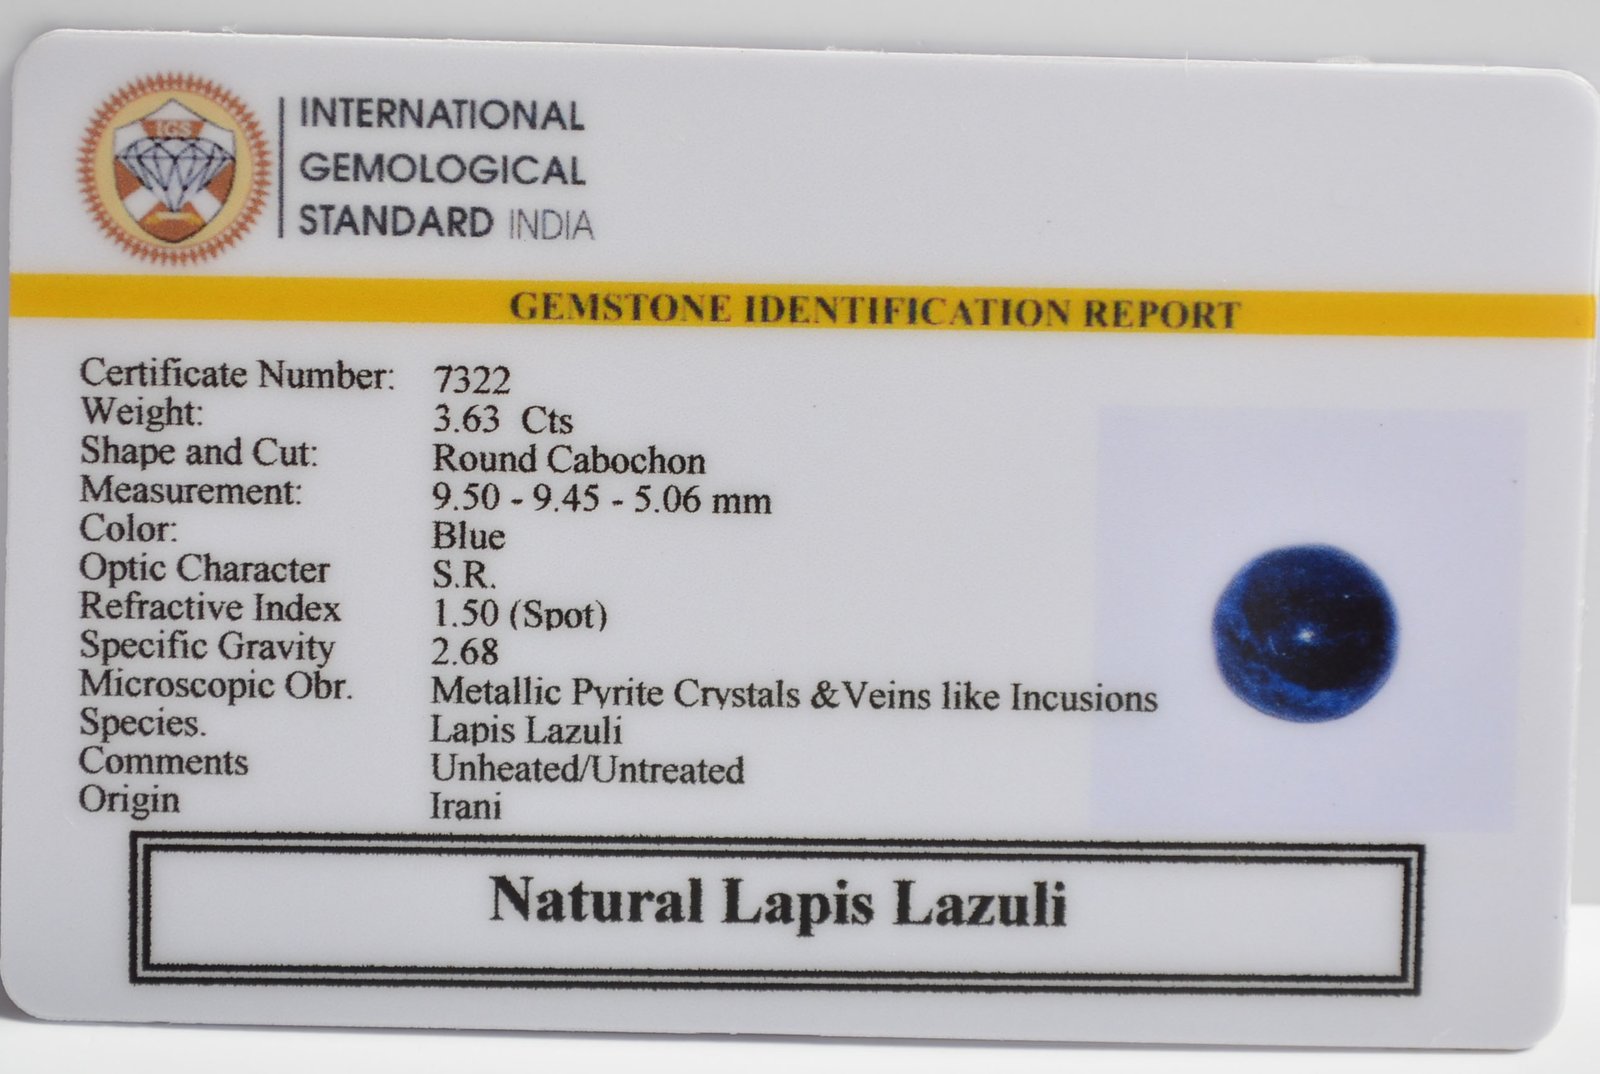 IGS
INTERNATIONAL
GEMOLOGICAL
STANDARD INDIA
GEMSTONE IDENTIFICATION REPORT
Certificate Number: 7322
Weight: 3.63 Cts
Shape and Cut: Round Cabochon
Measurement: 9.50 - 9.45 - 5.06 mm
Color: Blue
Optic Character S.R.
Refractive Index 1.50 (Spot)
Specific Gravity 2.68
Microscopic Obr. Metallic Pyrite Crystals &Veins like Incusions
Species. Lapis Lazuli
Comments Unheated/Untreated
Origin Irani
Natural Lapis Lazuli